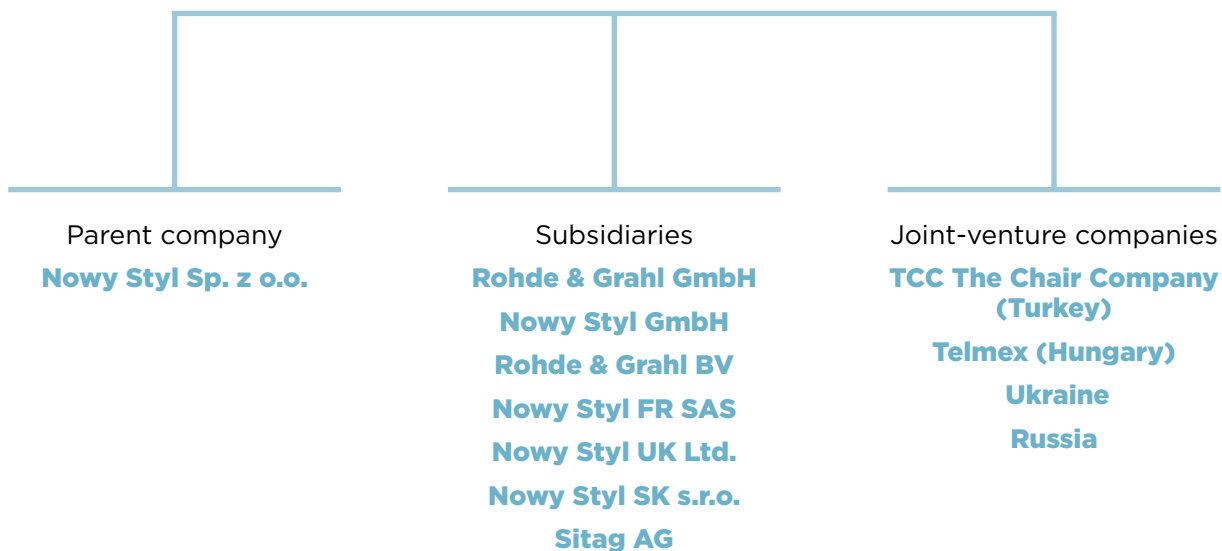 Parent company
Nowy Styl Sp. z o.o.
Subsidiaries
Rohde & Grahl GmbH
Nowy Styl GmbH
Rohde & Grahl BV
Nowy Styl FR SAS
Nowy Styl UK Ltd.
Nowy Styl SK s.r.o.
Sitag AG
Joint-venture companies
TCC The Chair Company
(Turkey)
Telmex (Hungary)
Ukraine
Russia